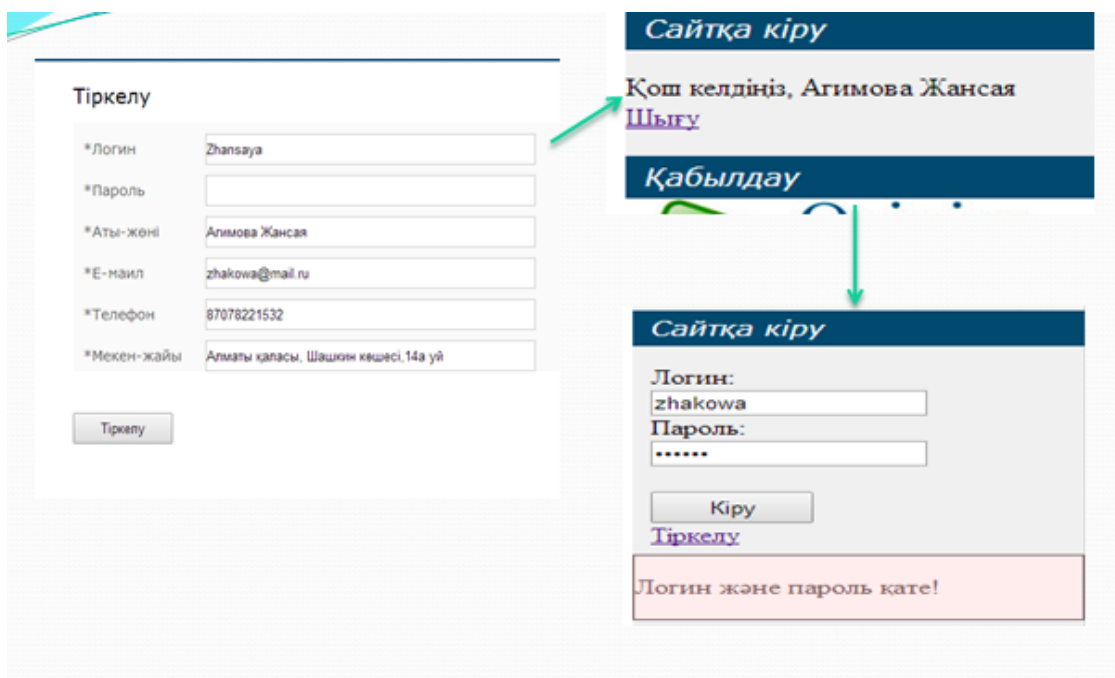 Тіркелу
*Логин Zhansaya
*Пароль
*Аты-жөні Агимова Жансая
*Е-маил zhakowa@mail.ru
*Телефон 87078221532
*Мекен-жайы Алматы қаласы, Шашкин көшесі,14а уй
Тіркелу
Сайтқа кіру
Қош келдіңіз, Агимова Жансая
Шығу
Қабылдау
Сайтқа кіру
Логин:
zhakowa
Пароль:
••••••
Кіру
Тіркелу
Логин және пароль қате!